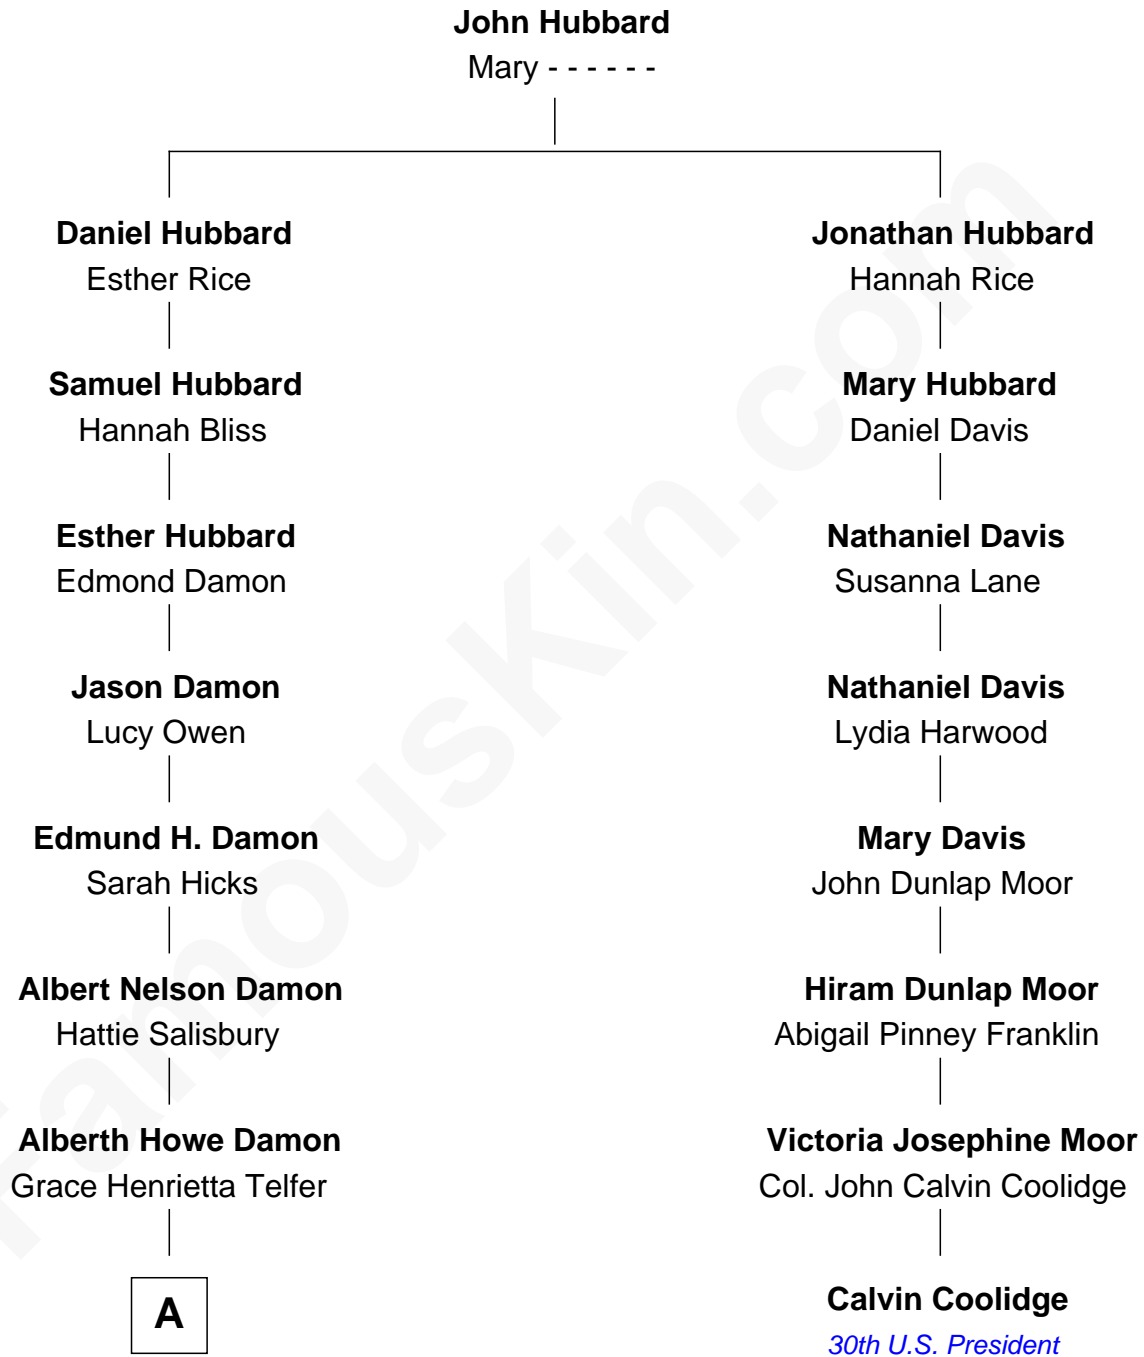 John Hubbard
Mary - - - - - -
Daniel Hubbard
Esther Rice
Jonathan Hubbard
Hannah Rice
Samuel Hubbard
Hannah Bliss
Mary Hubbard
Daniel Davis
Esther Hubbard
Edmond Damon
Nathaniel Davis
Susanna Lane
Jason Damon
Lucy Owen
Nathaniel Davis
Lydia Harwood
Edmund H. Damon
Sarah Hicks
Mary Davis
John Dunlap Moor
Albert Nelson Damon
Hattie Salisbury
Hiram Dunlap Moor
Abigail Pinney Franklin
Alberth Howe Damon
Grace Henrietta Telfer
Victoria Josephine Moor
Col. John Calvin Coolidge
A
Calvin Coolidge
30th U.S. President
FamousKin.com